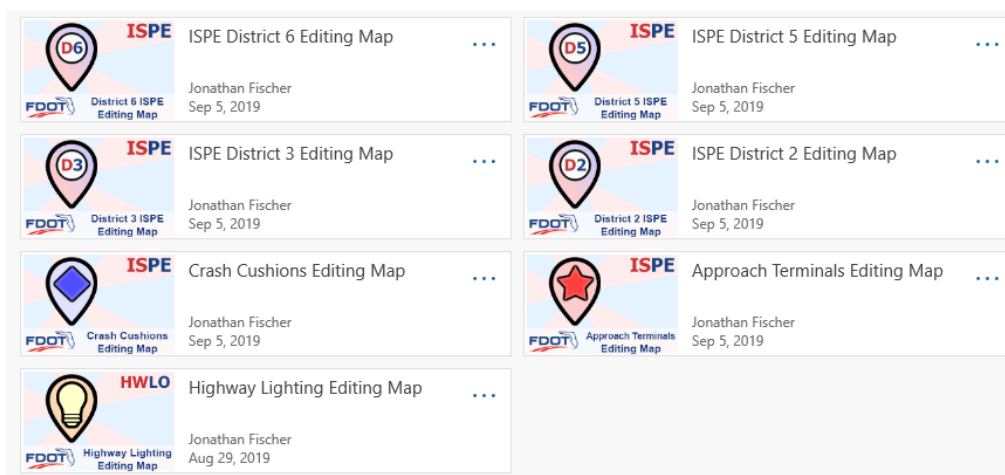 ISPE
D6
FDOT
District 6 ISPE
Editing Map
ISPE District 6 Editing Map
...
Jonathan Fischer
Sep 5, 2019
ISPE
D5
FDOT
District 5 ISPE
Editing Map
ISPE District 5 Editing Map
...
Jonathan Fischer
Sep 5, 2019
ISPE
D3
FDOT
District 3 ISPE
Editing Map
ISPE District 3 Editing Map
...
Jonathan Fischer
Sep 5, 2019
ISPE
D2
FDOT
District 2 ISPE
Editing Map
ISPE District 2 Editing Map
...
Jonathan Fischer
Sep 5, 2019
ISPE
FDOT
Crash Cushions
Editing Map
Crash Cushions Editing Map
...
Jonathan Fischer
Sep 5, 2019
ISPE
FDOT
Approach Terminals
Editing Map
Approach Terminals Editing Map
...
Jonathan Fischer
Sep 5, 2019
HWLO
FDOT
Highway Lighting
Editing Map
Highway Lighting Editing Map
...
Jonathan Fischer
Aug 29, 2019